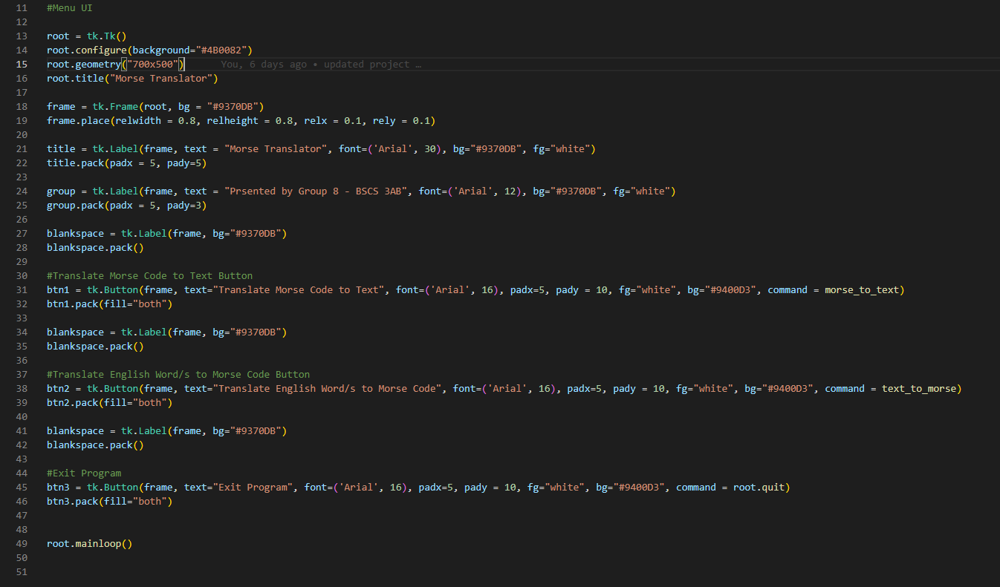 11 #Menu UI
12
13 root = tk.Tk()
14 root.configure(background="#4B0082")
15 root.geometry("700x500") You, 6 days ago • updated project …
16 root.title("Morse Translator")
17
18 frame = tk.Frame(root, bg = "#9370DB")
19 frame.place(relwidth = 0.8, relheight = 0.8, relx = 0.1, rely = 0.1)
20
21 title = tk.Label(frame, text = "Morse Translator", font=('Arial', 30), bg="#9370DB", fg="white")
22 title.pack(padx = 5, pady=5)
23
24 group = tk.Label(frame, text = "Prsented by Group 8 - BSCS 3AB", font=('Arial', 12), bg="#9370DB", fg="white")
25 group.pack(padx = 5, pady=3)
26
27 blankspace = tk.Label(frame, bg="#9370DB")
28 blankspace.pack()
29
30 #Translate Morse Code to Text Button
31 btn1 = tk.Button(frame, text="Translate Morse Code to Text", font=('Arial', 16), padx=5, pady = 10, fg="white", bg="#9400D3", command = morse_to_text)
32 btn1.pack(fill="both")
33
34 blankspace = tk.Label(frame, bg="#9370DB")
35 blankspace.pack()
36
37 #Translate English Word/s to Morse Code Button
38 btn2 = tk.Button(frame, text="Translate English Word/s to Morse Code", font=('Arial', 16), padx=5, pady = 10, fg="white", bg="#9400D3", command = text_to_morse)
39 btn2.pack(fill="both")
40
41 blankspace = tk.Label(frame, bg="#9370DB")
42 blankspace.pack()
43
44 #Exit Program
45 btn3 = tk.Button(frame, text="Exit Program", font=('Arial', 16), padx=5, pady = 10, fg="white", bg="#9400D3", command = root.quit)
46 btn3.pack(fill="both")
47
48
49 root.mainloop()
50
51